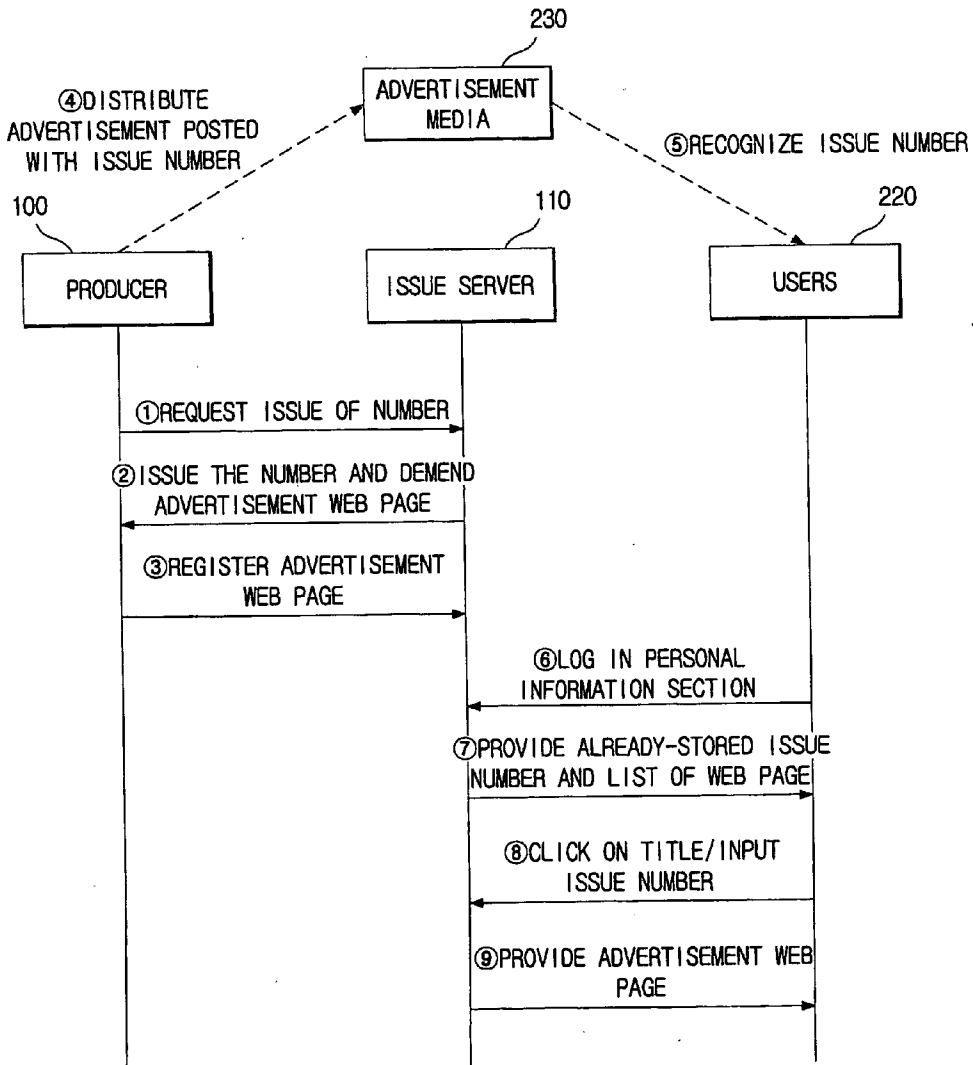 230
ADVERTISEMENT
MEDIA
④DISTRIBUTE
ADVERTISEMENT POSTED
WITH ISSUE NUMBER
⑤RECOGNIZE ISSUE NUMBER
100
110
220
PRODUCER
ISSUE SERVER
USERS
①REQUEST ISSUE OF NUMBER
②ISSUE THE NUMBER AND DEMEND
ADVERTISEMENT WEB PAGE
③REGISTER ADVERTISEMENT
WEB PAGE
⑥LOG IN PERSONAL
INFORMATION SECTION
⑦PROVIDE ALREADY-STORED ISSUE
NUMBER AND LIST OF WEB PAGE
⑧CLICK ON TITLE/INPUT
ISSUE NUMBER
⑨PROVIDE ADVERTISEMENT WEB
PAGE